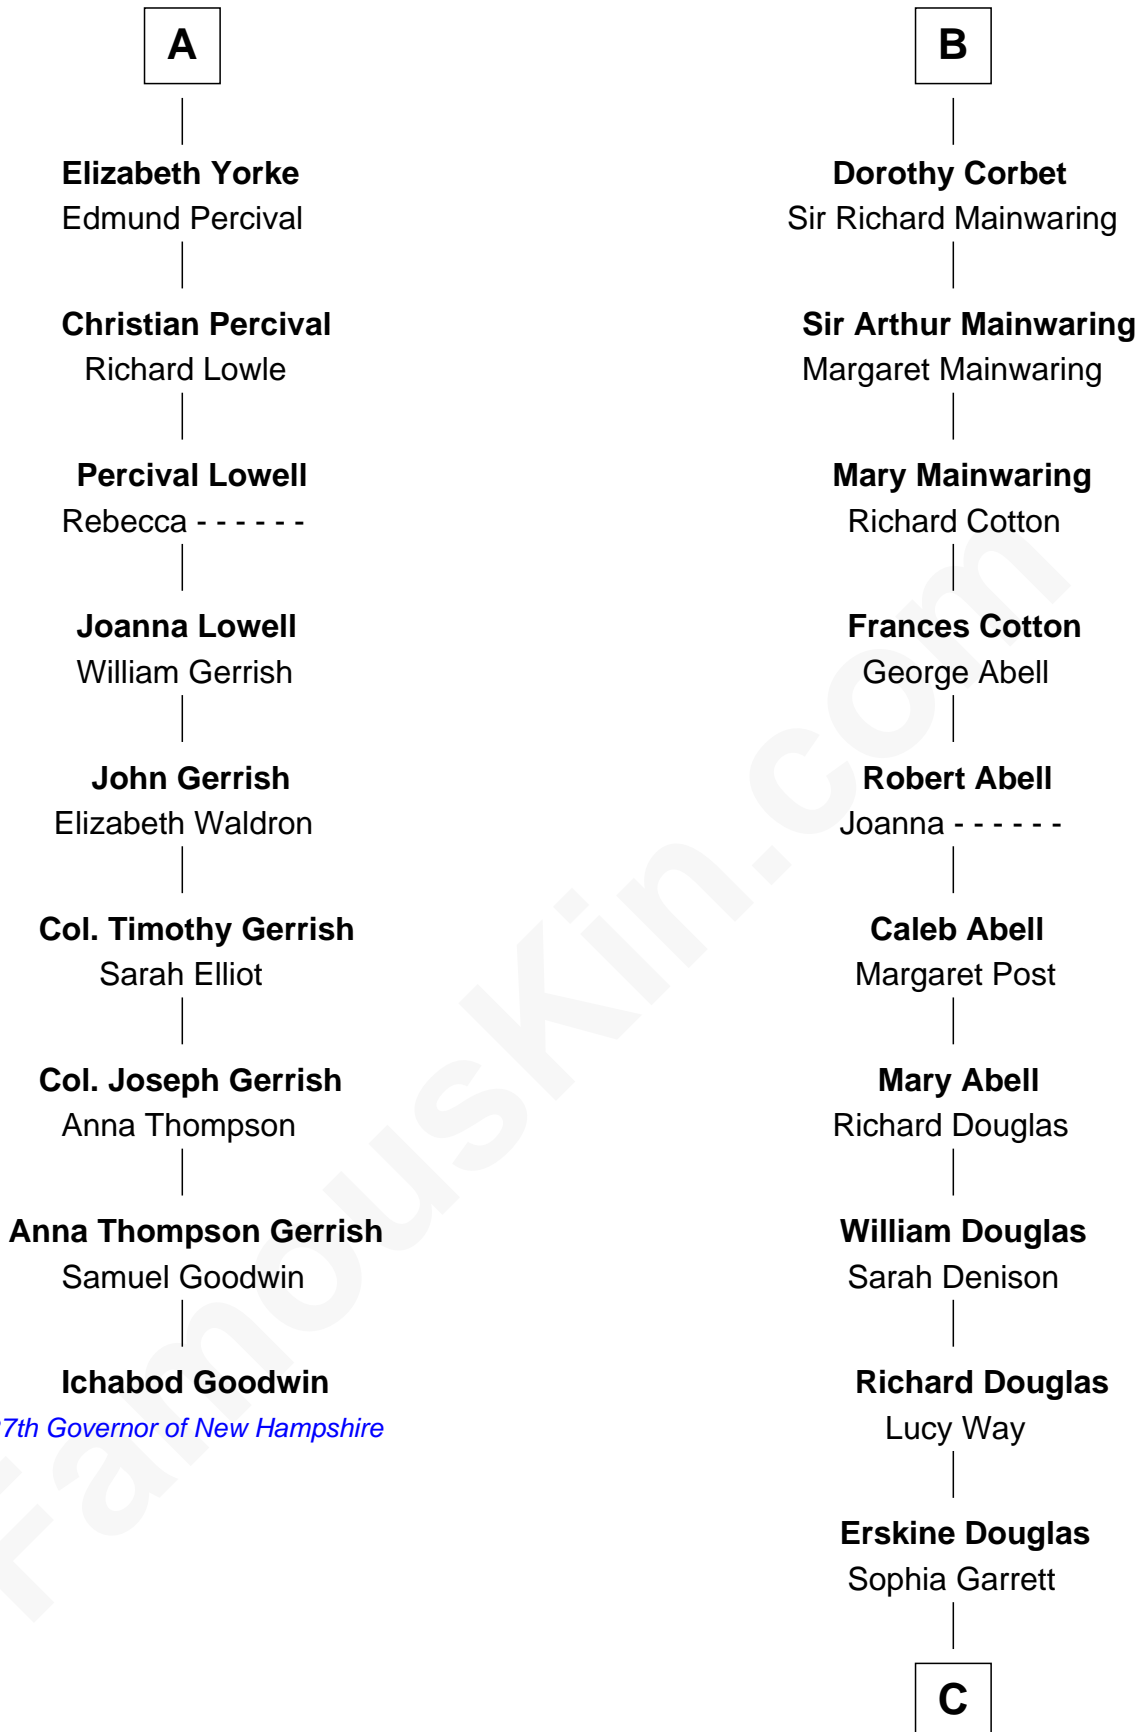 A
Elizabeth Yorke
Edmund Percival
Christian Percival
Richard Lowle
Percival Lowell
Rebecca - - - - - -
Joanna Lowell
William Gerrish
John Gerrish
Elizabeth Waldron
Col. Timothy Gerrish
Sarah Elliot
Col. Joseph Gerrish
Anna Thompson
Anna Thompson Gerrish
Samuel Goodwin
Ichabod Goodwin
7th Governor of New Hampshire
B
Dorothy Corbet
Sir Richard Mainwaring
Sir Arthur Mainwaring
Margaret Mainwaring
Mary Mainwaring
Richard Cotton
Frances Cotton
George Abell
Robert Abell
Joanna - - - - - -
Caleb Abell
Margaret Post
Mary Abell
Richard Douglas
William Douglas
Sarah Denison
Richard Douglas
Lucy Way
Erskine Douglas
Sophia Garrett
C
FamousKin.com